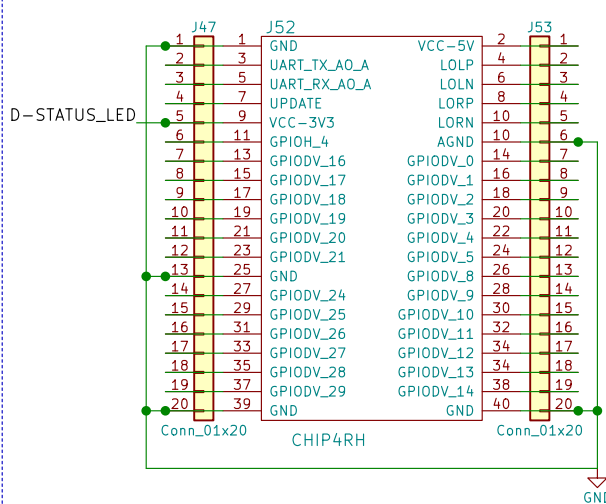 J47 J52 J53
1 1 GND VCC-5V 2 1
2 3 UART_TX_AO_A LOLP 4 2
3 5 UART_RX_AO_A LOLN 6 3
4 7 UPDATE LORP 8 4
D-STATUS_LED 5 9 VCC-3V3 LORN 10 5
6 11 GPIOH_4 AGND 10 6
7 13 GPIODV_16 GPIODV_0 14 7
8 15 GPIODV_17 GPIODV_1 16 8
9 17 GPIODV_18 GPIODV_2 18 9
10 19 GPIODV_19 GPIODV_3 20 10
11 21 GPIODV_20 GPIODV_4 22 11
12 23 GPIODV_21 GPIODV_5 24 12
13 25 GND GPIODV_8 26 13
14 27 GPIODV_24 GPIODV_9 28 14
15 29 GPIODV_25 GPIODV_10 30 15
16 31 GPIODV_26 GPIODV_11 32 16
17 33 GPIODV_27 GPIODV_12 34 17
18 35 GPIODV_28 GPIODV_13 34 18
19 37 GPIODV_29 GPIODV_14 38 19
20 39 GND GND 40 20
Conn_01x20 CHIP4RH Conn_01x20
GND